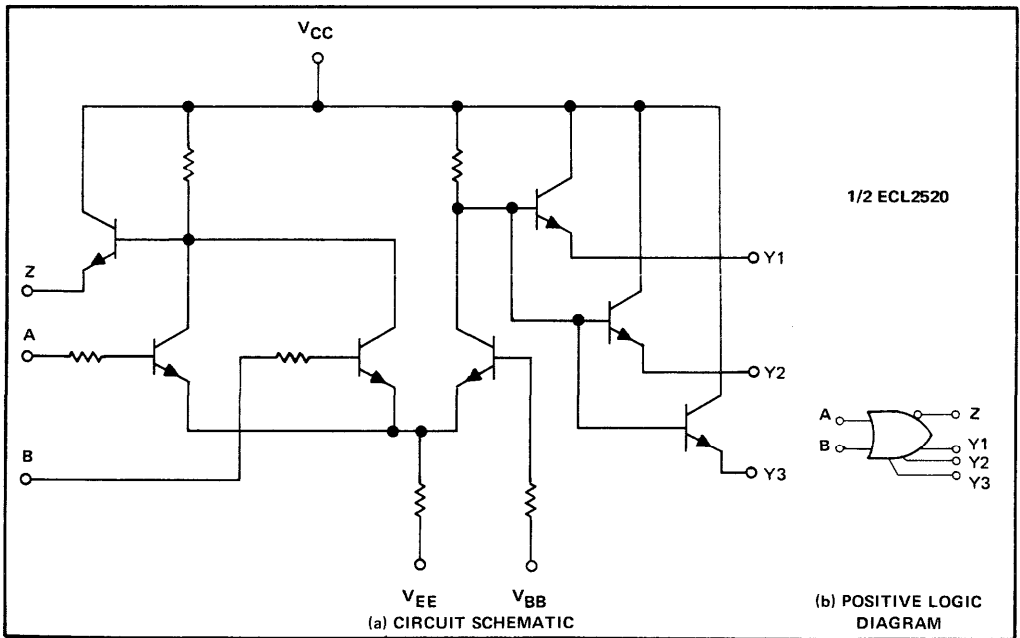 VCC
1/2 ECL2520
Z
Y1
A
Y2
A
Z
B
Y1
Y2
Y3
B
Y3
VEE
VBB
(a) CIRCUIT SCHEMATIC
(b) POSITIVE LOGIC
DIAGRAM